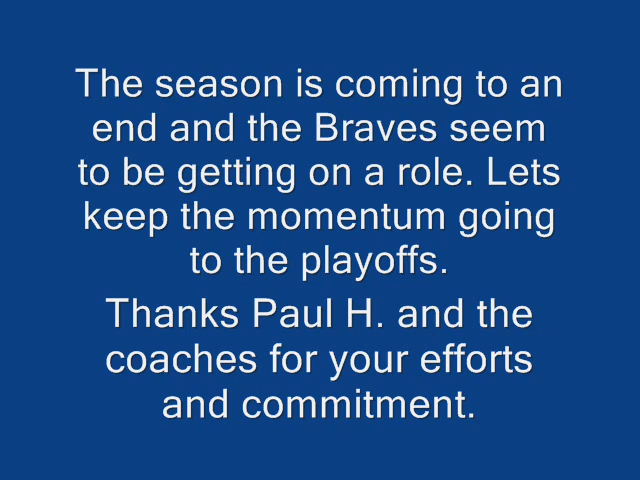 The season is coming to an
end and the Braves seem
to be getting on a role. Lets
keep the momentum going
to the playoffs.
Thanks Paul H. and the
coaches for your efforts
and commitment.